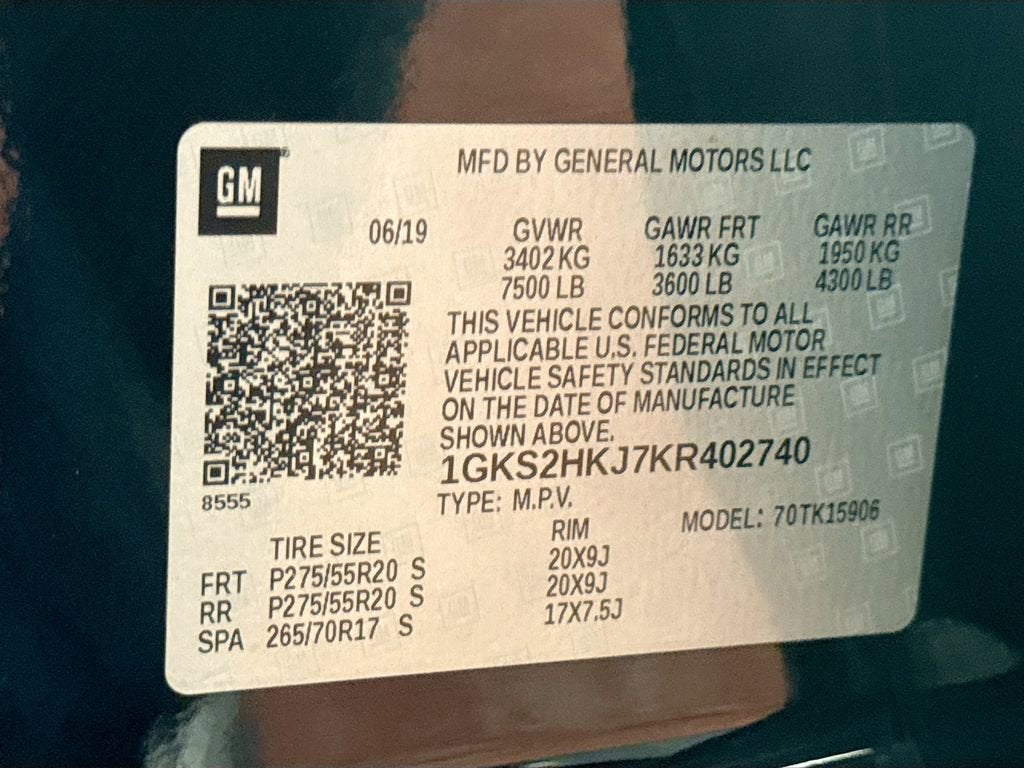 GM
MFD BY GENERAL MOTORS LLC
06/19
GVWR GAWR FRT GAWR RR
3402 KG 1633 KG 1950 KG
7500 LB 3600 LB 4300 LB
THIS VEHICLE CONFORMS TO ALL
APPLICABLE U.S. FEDERAL MOTOR
VEHICLE SAFETY STANDARDS IN EFFECT
ON THE DATE OF MANUFACTURE
SHOWN ABOVE.
1GKS2HKJ7KR402740
8555
TYPE: M.P.V. MODEL: 70TK15906
TIRE SIZE RIM
FRT P275/55R20 S 20X9J
RR P275/55R20 S 20X9J
SPA 265/70R17 S 17X7.5J